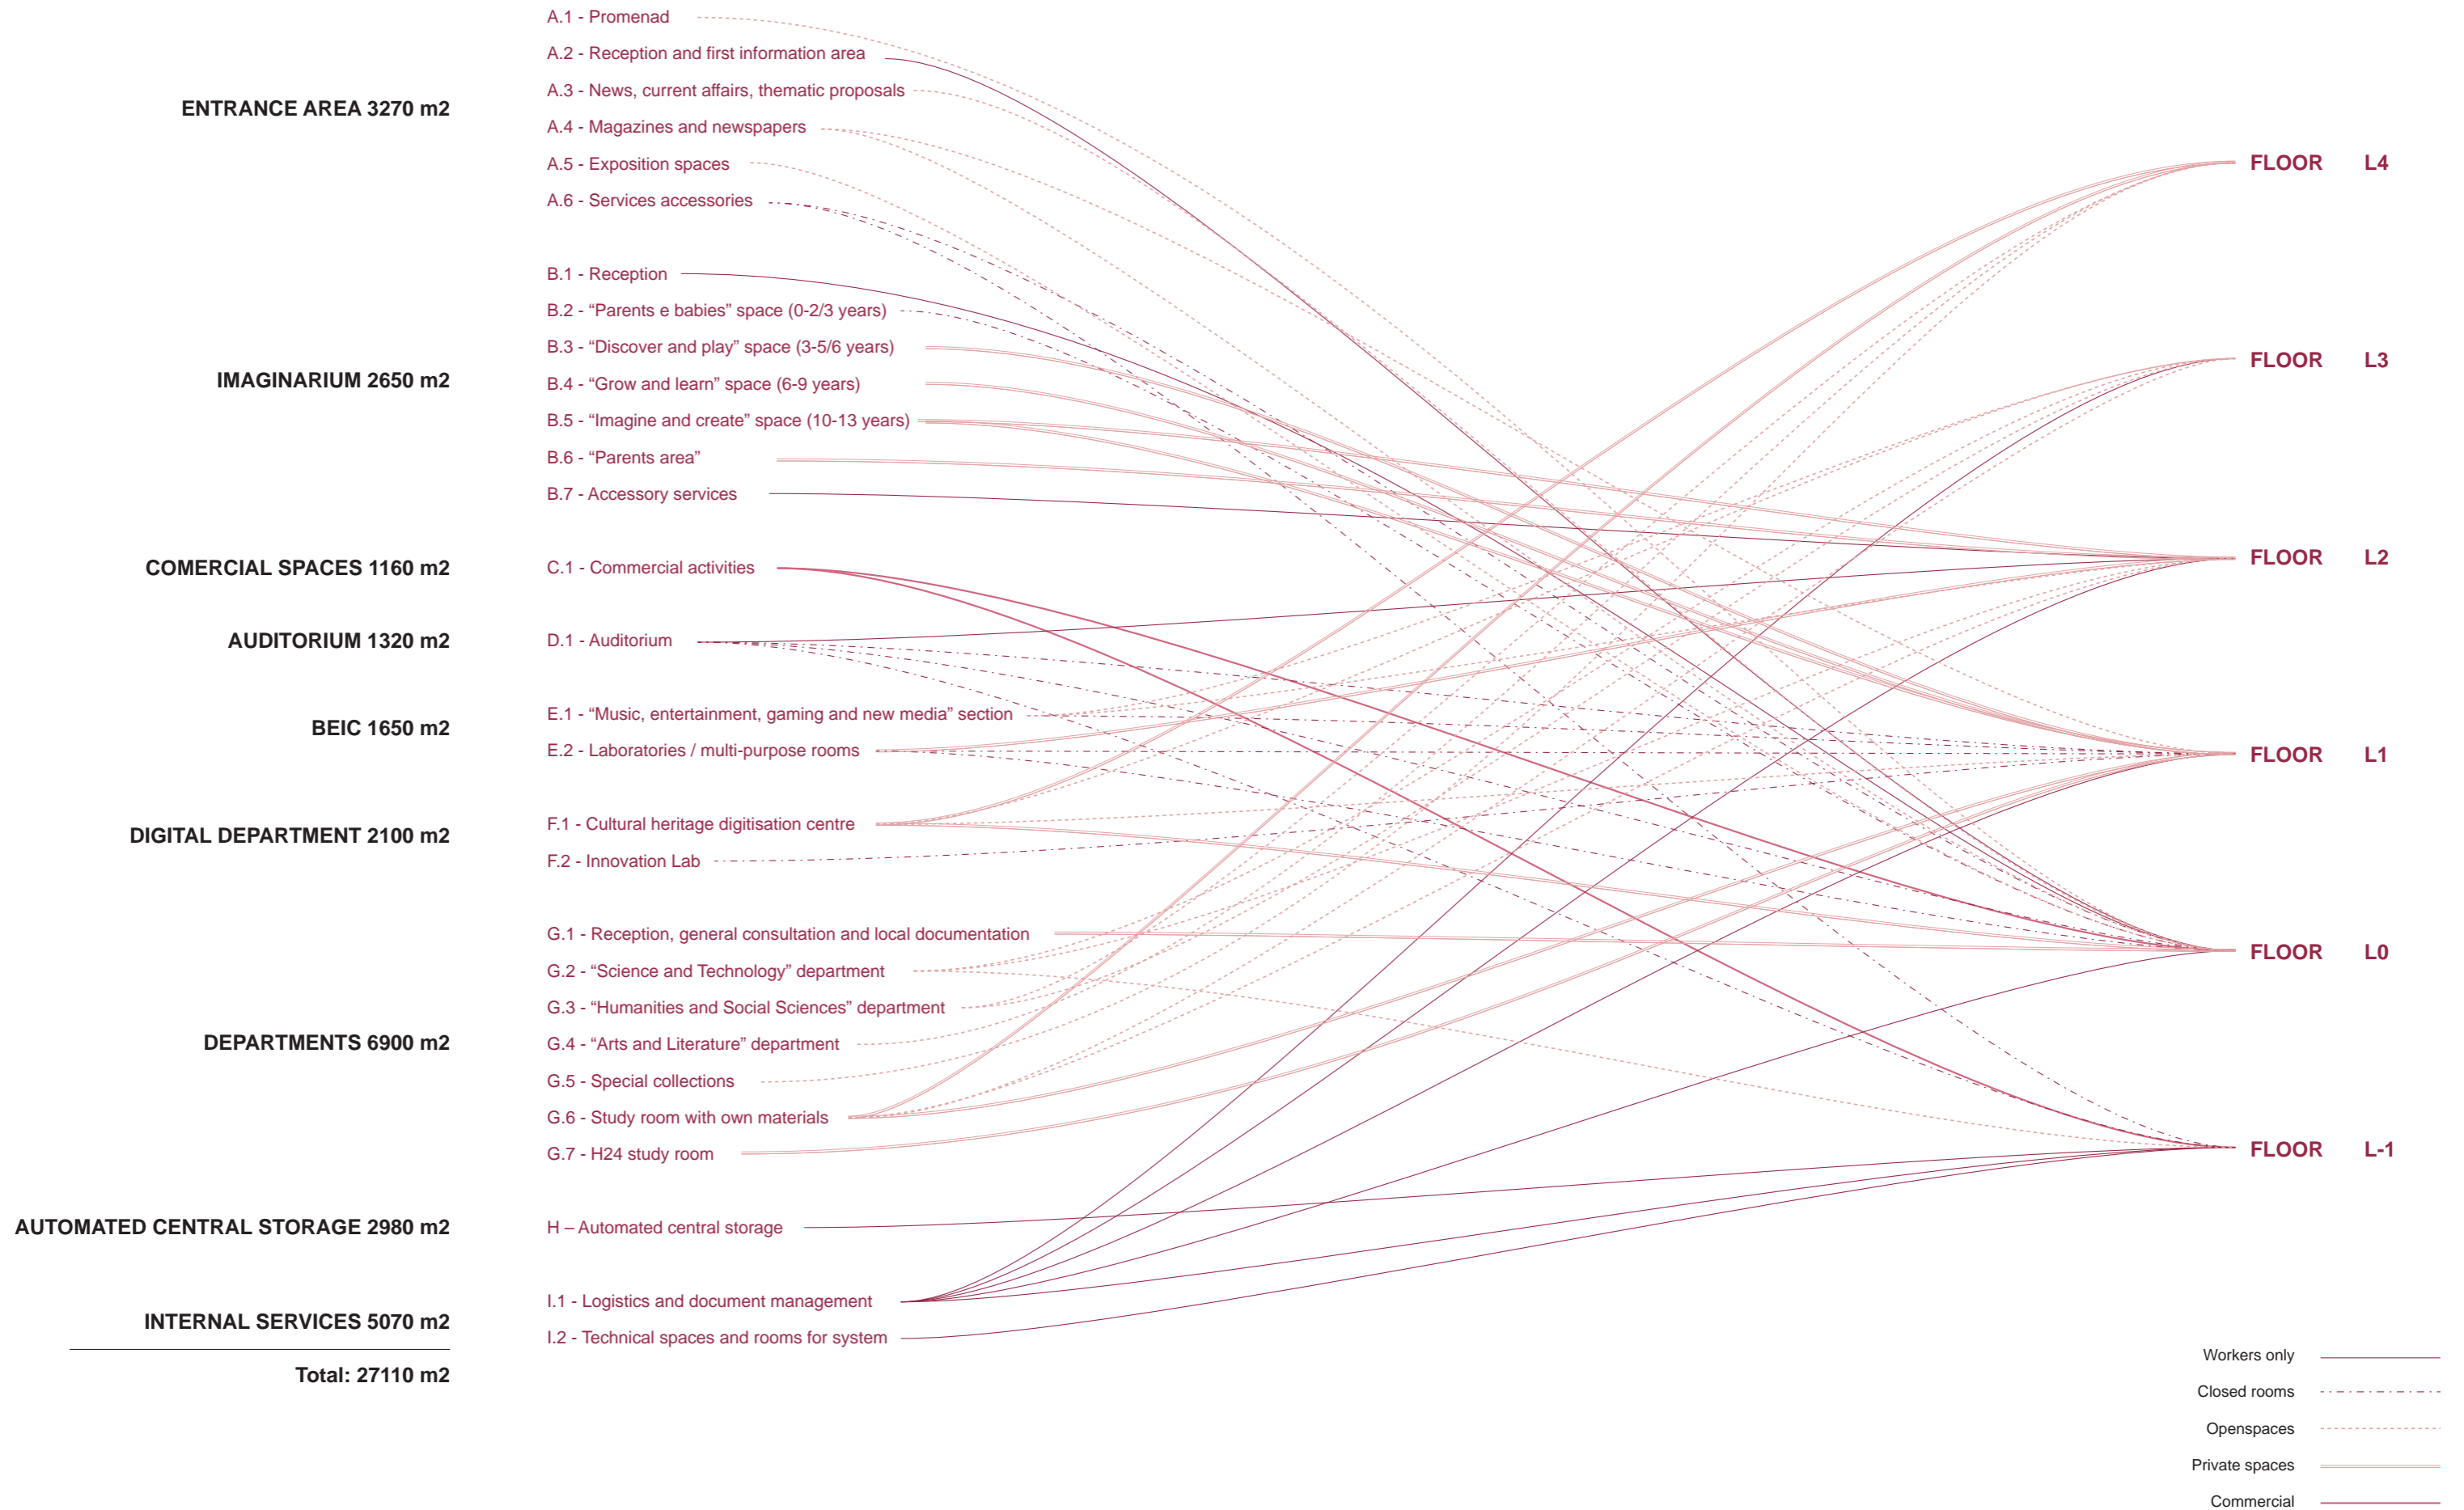 ENTRANCE AREA 3270 m2
A.1 - Promenad
A.2 - Reception and first information area
A.3 - News, current affairs, thematic proposals
A.4 - Magazines and newspapers
A.5 - Exposition spaces
A.6 - Services accessories
IMAGINARIUM 2650 m2
B.1 - Reception
B.2 - “Parents e babies” space (0-2/3 years)
B.3 - “Discover and play” space (3-5/6 years)
B.4 - “Grow and learn” space (6-9 years)
B.5 - “Imagine and create” space (10-13 years)
B.6 - “Parents area”
B.7 - Accessory services
COMERCIAL SPACES 1160 m2
C.1 - Commercial activities
AUDITORIUM 1320 m2
D.1 - Auditorium
BEIC 1650 m2
E.1 - “Music, entertainment, gaming and new media” section
E.2 - Laboratories / multi-purpose rooms
DIGITAL DEPARTMENT 2100 m2
F.1 - Cultural heritage digitisation centre
F.2 - Innovation Lab
DEPARTMENTS 6900 m2
G.1 - Reception, general consultation and local documentation
G.2 - “Science and Technology” department
G.3 - “Humanities and Social Sciences” department
G.4 - “Arts and Literature” department
G.5 - Special collections
G.6 - Study room with own materials
G.7 - H24 study room
AUTOMATED CENTRAL STORAGE 2980 m2
H – Automated central storage
INTERNAL SERVICES 5070 m2
I.1 - Logistics and document management
I.2 - Technical spaces and rooms for system
Total: 27110 m2
FLOOR L4
FLOOR L3
FLOOR L2
FLOOR L1
FLOOR L0
FLOOR L-1
Workers only
Closed rooms
Openspaces
Private spaces
Commercial